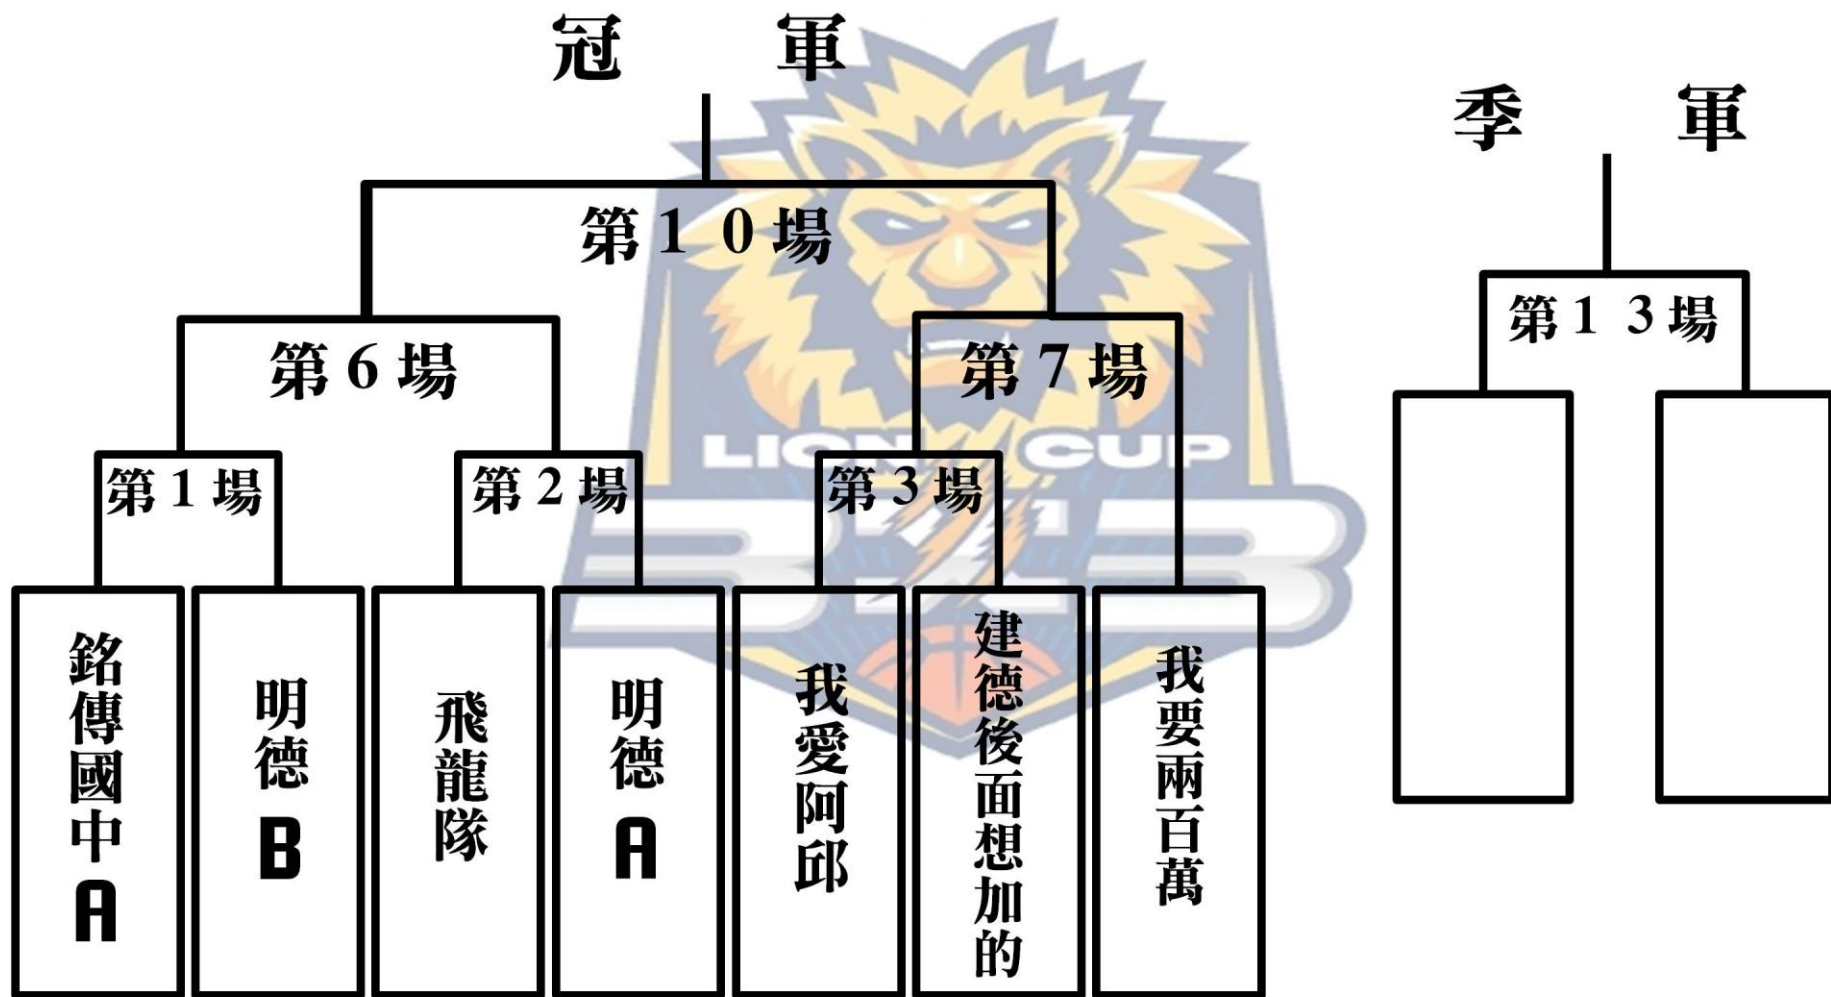 冠 軍
季 軍
第10場
第13場
第6場
第7場
LION CUP
第1場
第2場
第3場
3X3
銘傳國中A
明德B
飛龍隊
明德A
我愛阿邱
建德後面想加的
我要兩百萬